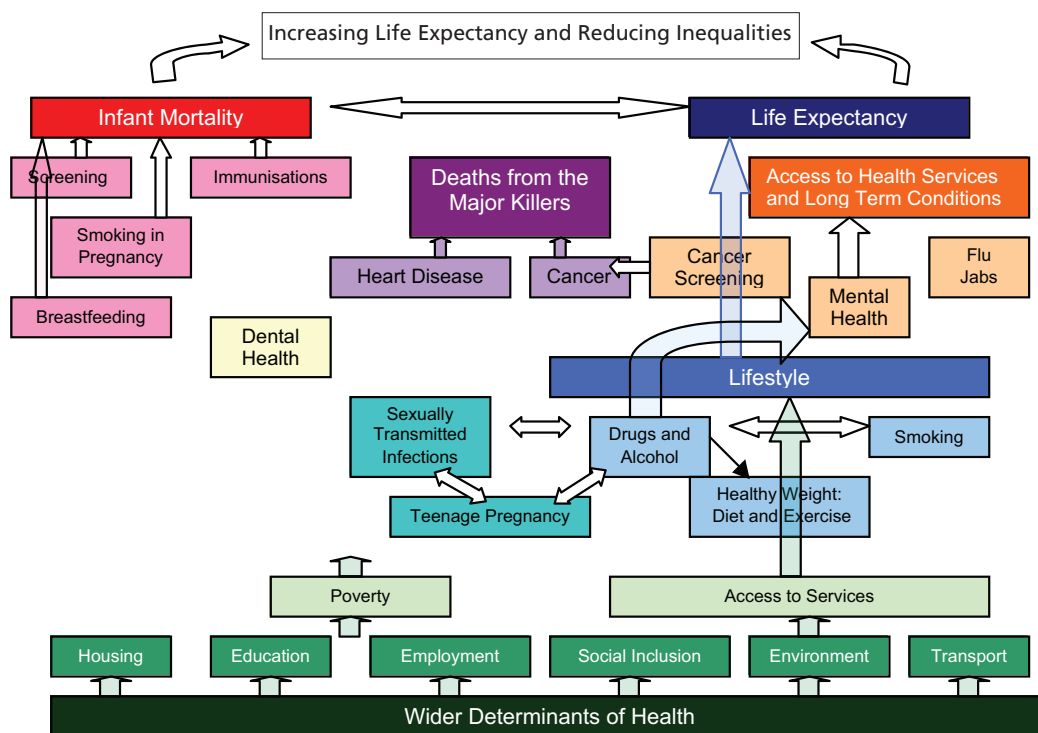 Increasing Life Expectancy and Reducing Inequalities
Infant Mortality
Life Expectancy
Screening
Immunisations
Deaths from the
Major Killers
Access to Health Services
and Long Term Conditions
Smoking in
Pregnancy
Heart Disease
Cancer
Cancer
Screening
Flu
Jabs
Mental
Health
Breastfeeding
Dental
Health
Lifestyle
Sexually
Transmitted
Infections
Drugs and
Alcohol
Smoking
Teenage Pregnancy
Healthy Weight:
Diet and Exercise
Poverty
Access to Services
Housing
Education
Employment
Social Inclusion
Environment
Transport
Wider Determinants of Health